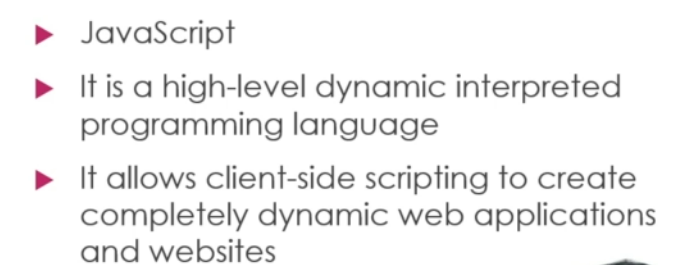 JavaScript
It is a high-level dynamic interpreted
programming language
It allows client-side scripting to create
completely dynamic web applications
and websites